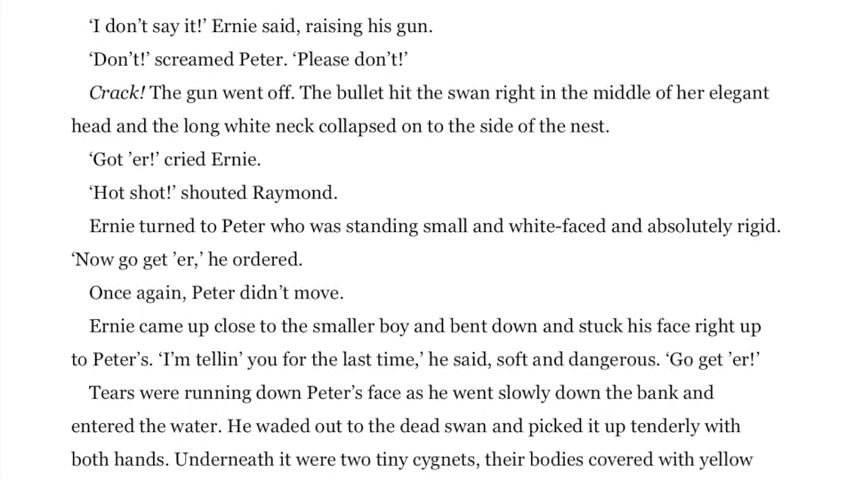 ‘I don’t say it!’ Ernie said, raising his gun.
‘Don’t!’ screamed Peter. ‘Please don’t!’
Crack! The gun went off. The bullet hit the swan right in the middle of her elegant
head and the long white neck collapsed on to the side of the nest.
‘Got ’er!’ cried Ernie.
‘Hot shot!’ shouted Raymond.
Ernie turned to Peter who was standing small and white-faced and absolutely rigid.
‘Now go get ’er,’ he ordered.
Once again, Peter didn’t move.
Ernie came up close to the smaller boy and bent down and stuck his face right up
to Peter’s. ‘I’m tellin’ you for the last time,’ he said, soft and dangerous. ‘Go get ’er!’
Tears were running down Peter’s face as he went slowly down the bank and
entered the water. He waded out to the dead swan and picked it up tenderly with
both hands. Underneath it were two tiny cygnets, their bodies covered with yellow